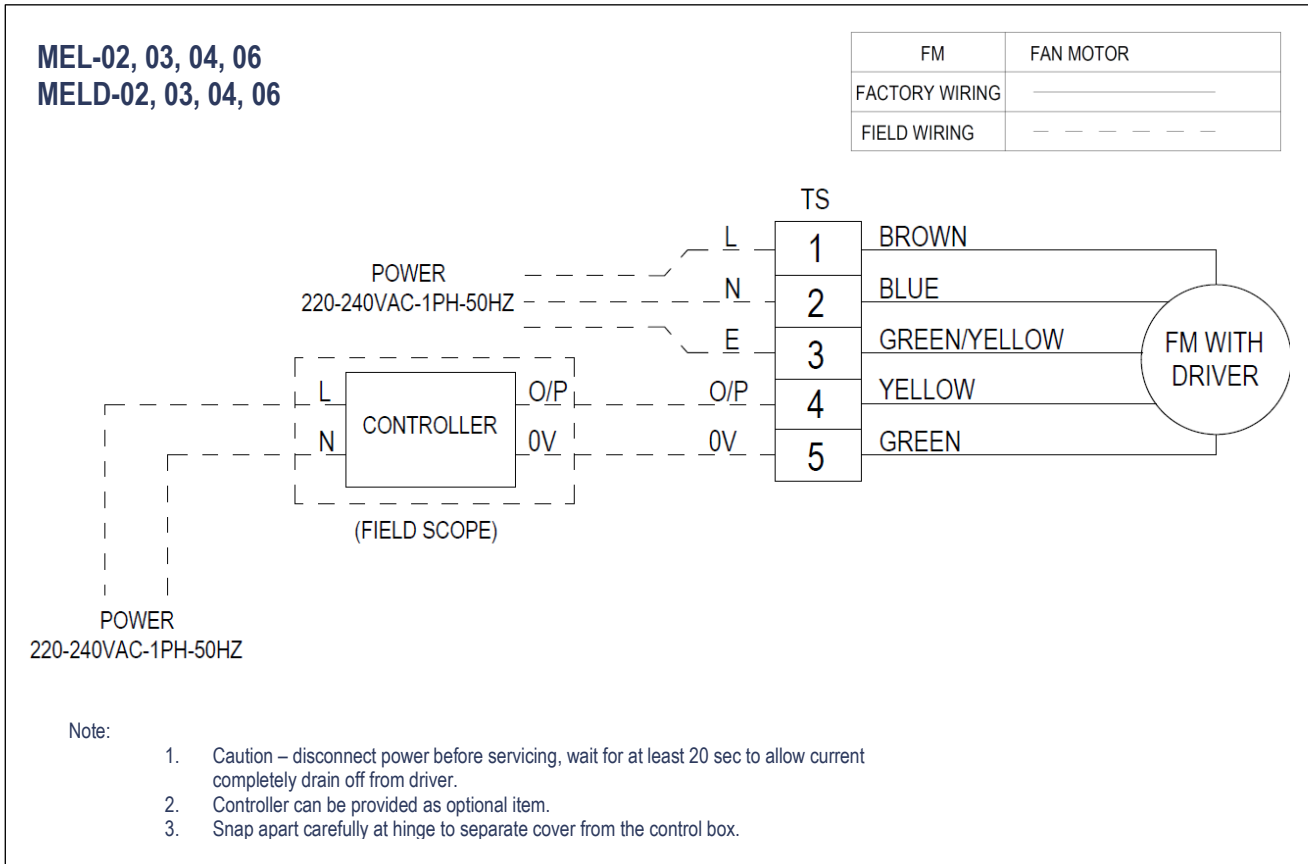 MEL-02, 03, 04, 06
MELD-02, 03, 04, 06
FM FAN MOTOR
FACTORY WIRING
FIELD WIRING
TS
L 1 BROWN
POWER
220-240VAC-1PH-50HZ
N 2 BLUE
E 3 GREEN/YELLOW
FM WITH
DRIVER
L O/P O/P 4 YELLOW
CONTROLLER
N 0V 0V 5 GREEN
(FIELD SCOPE)
POWER
220-240VAC-1PH-50HZ
Note:
1. Caution – disconnect power before servicing, wait for at least 20 sec to allow current
completely drain off from driver.
2. Controller can be provided as optional item.
3. Snap apart carefully at hinge to separate cover from the control box.